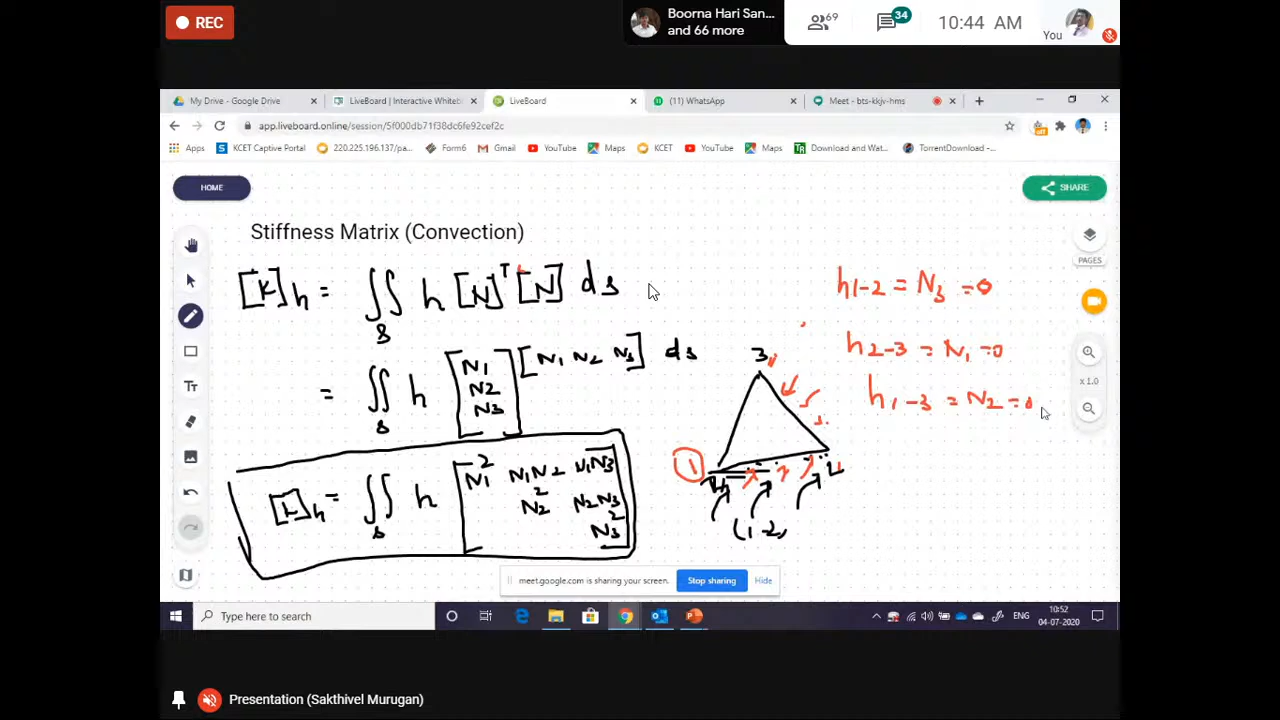 REC
Boorna Hari San...
and 66 more
69
34
10:44 AM
You
My Drive - Google Drive
LiveBoard | Interactive Whiteb
LiveBoard
(11) WhatsApp
Meet - bts-kkjv-hms
app.liveboard.online/session/5f000db71f38dc6fe92cef2c
Apps
KCET Captive Portal
220.225.196.137/pa...
Form6
Gmail
YouTube
Maps
KCET
YouTube
Maps
Download and Wat...
TorrentDownload -...
HOME
SHARE
Stiffness Matrix (Convection)
PAGES
[K]h = ∬s h [N]ᵀ [N] ds
h1-2 = N3 = 0
= ∬s h [N1 N2 N3] [N1 N2 N3] ds
h2-3 = N1 = 0
h1-3 = N2 = 0
x 1.0
3
[K]h = ∬s h [N1² N1N2 N1N3
N2² N2N3
N3²]
1
2
(1-2)
meet.google.com is sharing your screen.
Stop sharing
Hide
Type here to search
ENG
10:52
04-07-2020
Presentation (Sakthivel Murugan)